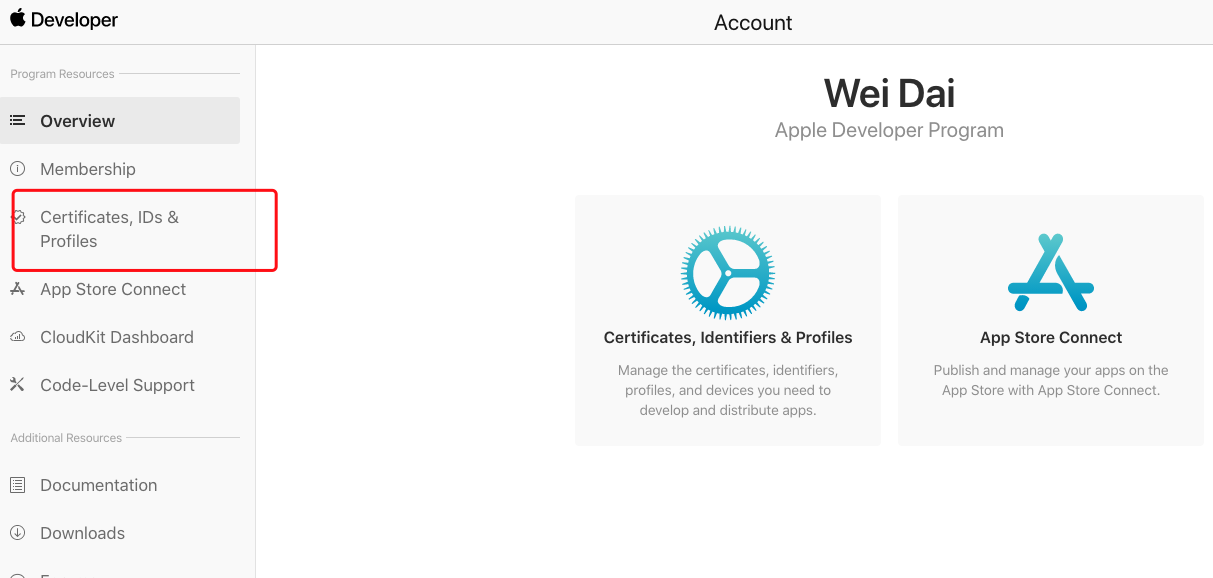 Developer
Account
Program Resources
Overview
Membership
Certificates, IDs &
Profiles
App Store Connect
CloudKit Dashboard
Code-Level Support
Additional Resources
Documentation
Downloads
Wei Dai
Apple Developer Program
Certificates, Identifiers & Profiles
Manage the certificates, identifiers,
profiles, and devices you need to
develop and distribute apps.
App Store Connect
Publish and manage your apps on the
App Store with App Store Connect.